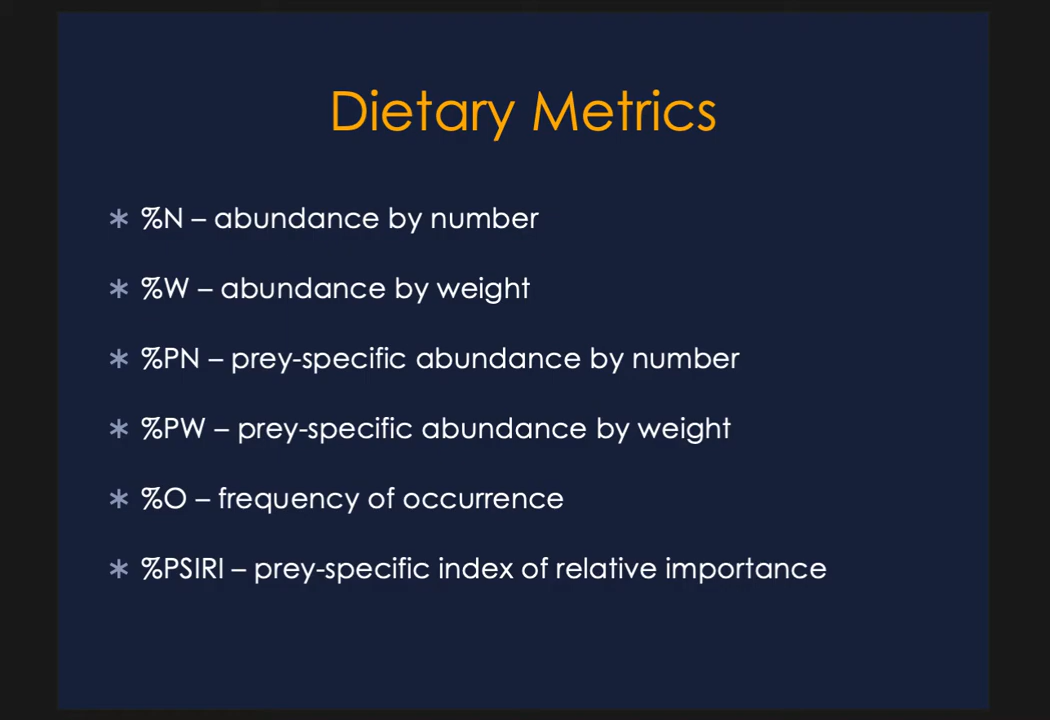 Dietary Metrics
* %N – abundance by number
* %W – abundance by weight
* %PN – prey-specific abundance by number
* %PW – prey-specific abundance by weight
* %O – frequency of occurrence
* %PSIRI – prey-specific index of relative importance